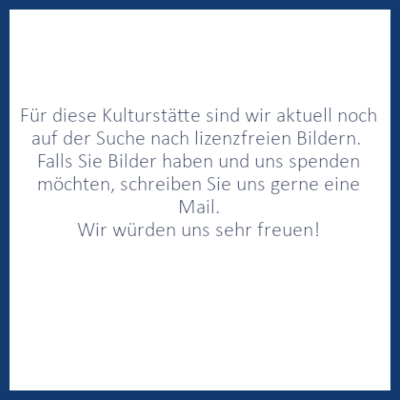 Für diese Kulturstätte sind wir aktuell noch
auf der Suche nach lizenzfreien Bildern.
Falls Sie Bilder haben und uns spenden
möchten, schreiben Sie uns gerne eine
Mail.
Wir würden uns sehr freuen!